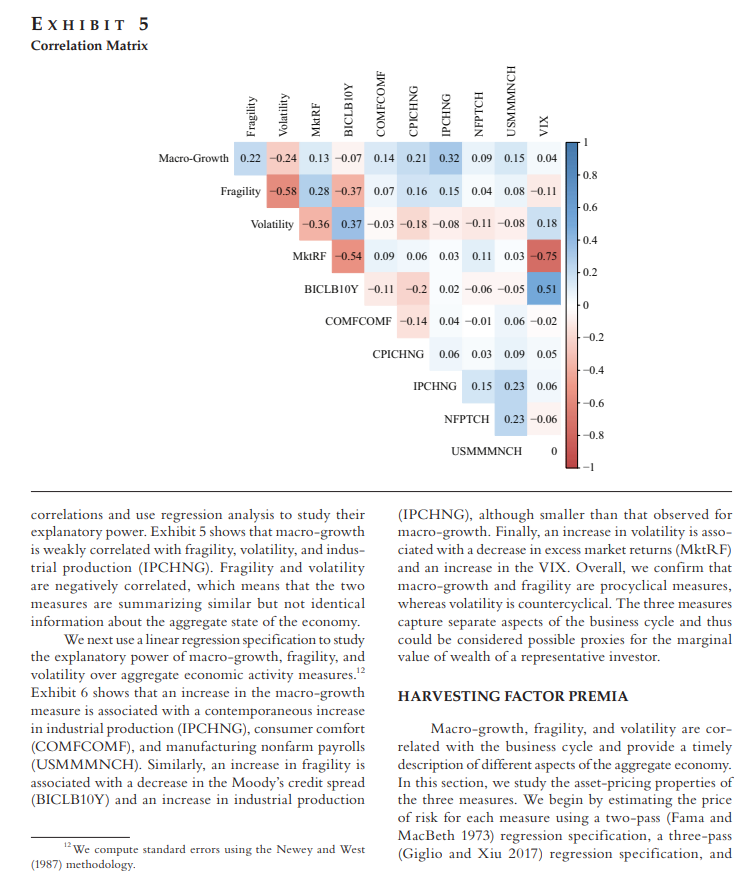 EXHIBIT 5
Correlation Matrix
Fragility
Volatility
MktRF
BICLB10Y
COMFCOMF
CPICHNG
IPCHNG
NFPTCH
USMMMNCH
VIX
Macro-Growth 0.22 −0.24 0.13 −0.07 0.14 0.21 0.32 0.09 0.15 0.04
Fragility −0.58 0.28 −0.37 0.07 0.16 0.15 0.04 0.08 −0.11
Volatility −0.36 0.37 −0.03 −0.18 −0.08 −0.11 −0.08 0.18
MktRF −0.54 0.09 0.06 0.03 0.11 0.03 −0.75
BICLB10Y −0.11 −0.2 0.02 −0.06 −0.05 0.51
COMFCOMF −0.14 0.04 −0.01 0.06 −0.02
CPICHNG 0.06 0.03 0.09 0.05
IPCHNG 0.15 0.23 0.06
NFPTCH 0.23 −0.06
USMMMNCH 0
1
0.8
0.6
0.4
0.2
0
−0.2
−0.4
−0.6
−0.8
−1
correlations and use regression analysis to study their
explanatory power. Exhibit 5 shows that macro-growth
is weakly correlated with fragility, volatility, and indus-
trial production (IPCHNG). Fragility and volatility
are negatively correlated, which means that the two
measures are summarizing similar but not identical
information about the aggregate state of the economy.
We next use a linear regression specification to study
the explanatory power of macro-growth, fragility, and
volatility over aggregate economic activity measures.12
Exhibit 6 shows that an increase in the macro-growth
measure is associated with a contemporaneous increase
in industrial production (IPCHNG), consumer comfort
(COMFCOMF), and manufacturing nonfarm payrolls
(USMMMNCH). Similarly, an increase in fragility is
associated with a decrease in the Moody's credit spread
(BICLB10Y) and an increase in industrial production
12 We compute standard errors using the Newey and West
(1987) methodology.
(IPCHNG), although smaller than that observed for
macro-growth. Finally, an increase in volatility is asso-
ciated with a decrease in excess market returns (MktRF)
and an increase in the VIX. Overall, we confirm that
macro-growth and fragility are procyclical measures,
whereas volatility is countercyclical. The three measures
capture separate aspects of the business cycle and thus
could be considered possible proxies for the marginal
value of wealth of a representative investor.
HARVESTING FACTOR PREMIA
Macro-growth, fragility, and volatility are cor-
related with the business cycle and provide a timely
description of different aspects of the aggregate economy.
In this section, we study the asset-pricing properties of
the three measures. We begin by estimating the price
of risk for each measure using a two-pass (Fama and
MacBeth 1973) regression specification, a three-pass
(Giglio and Xiu 2017) regression specification, and